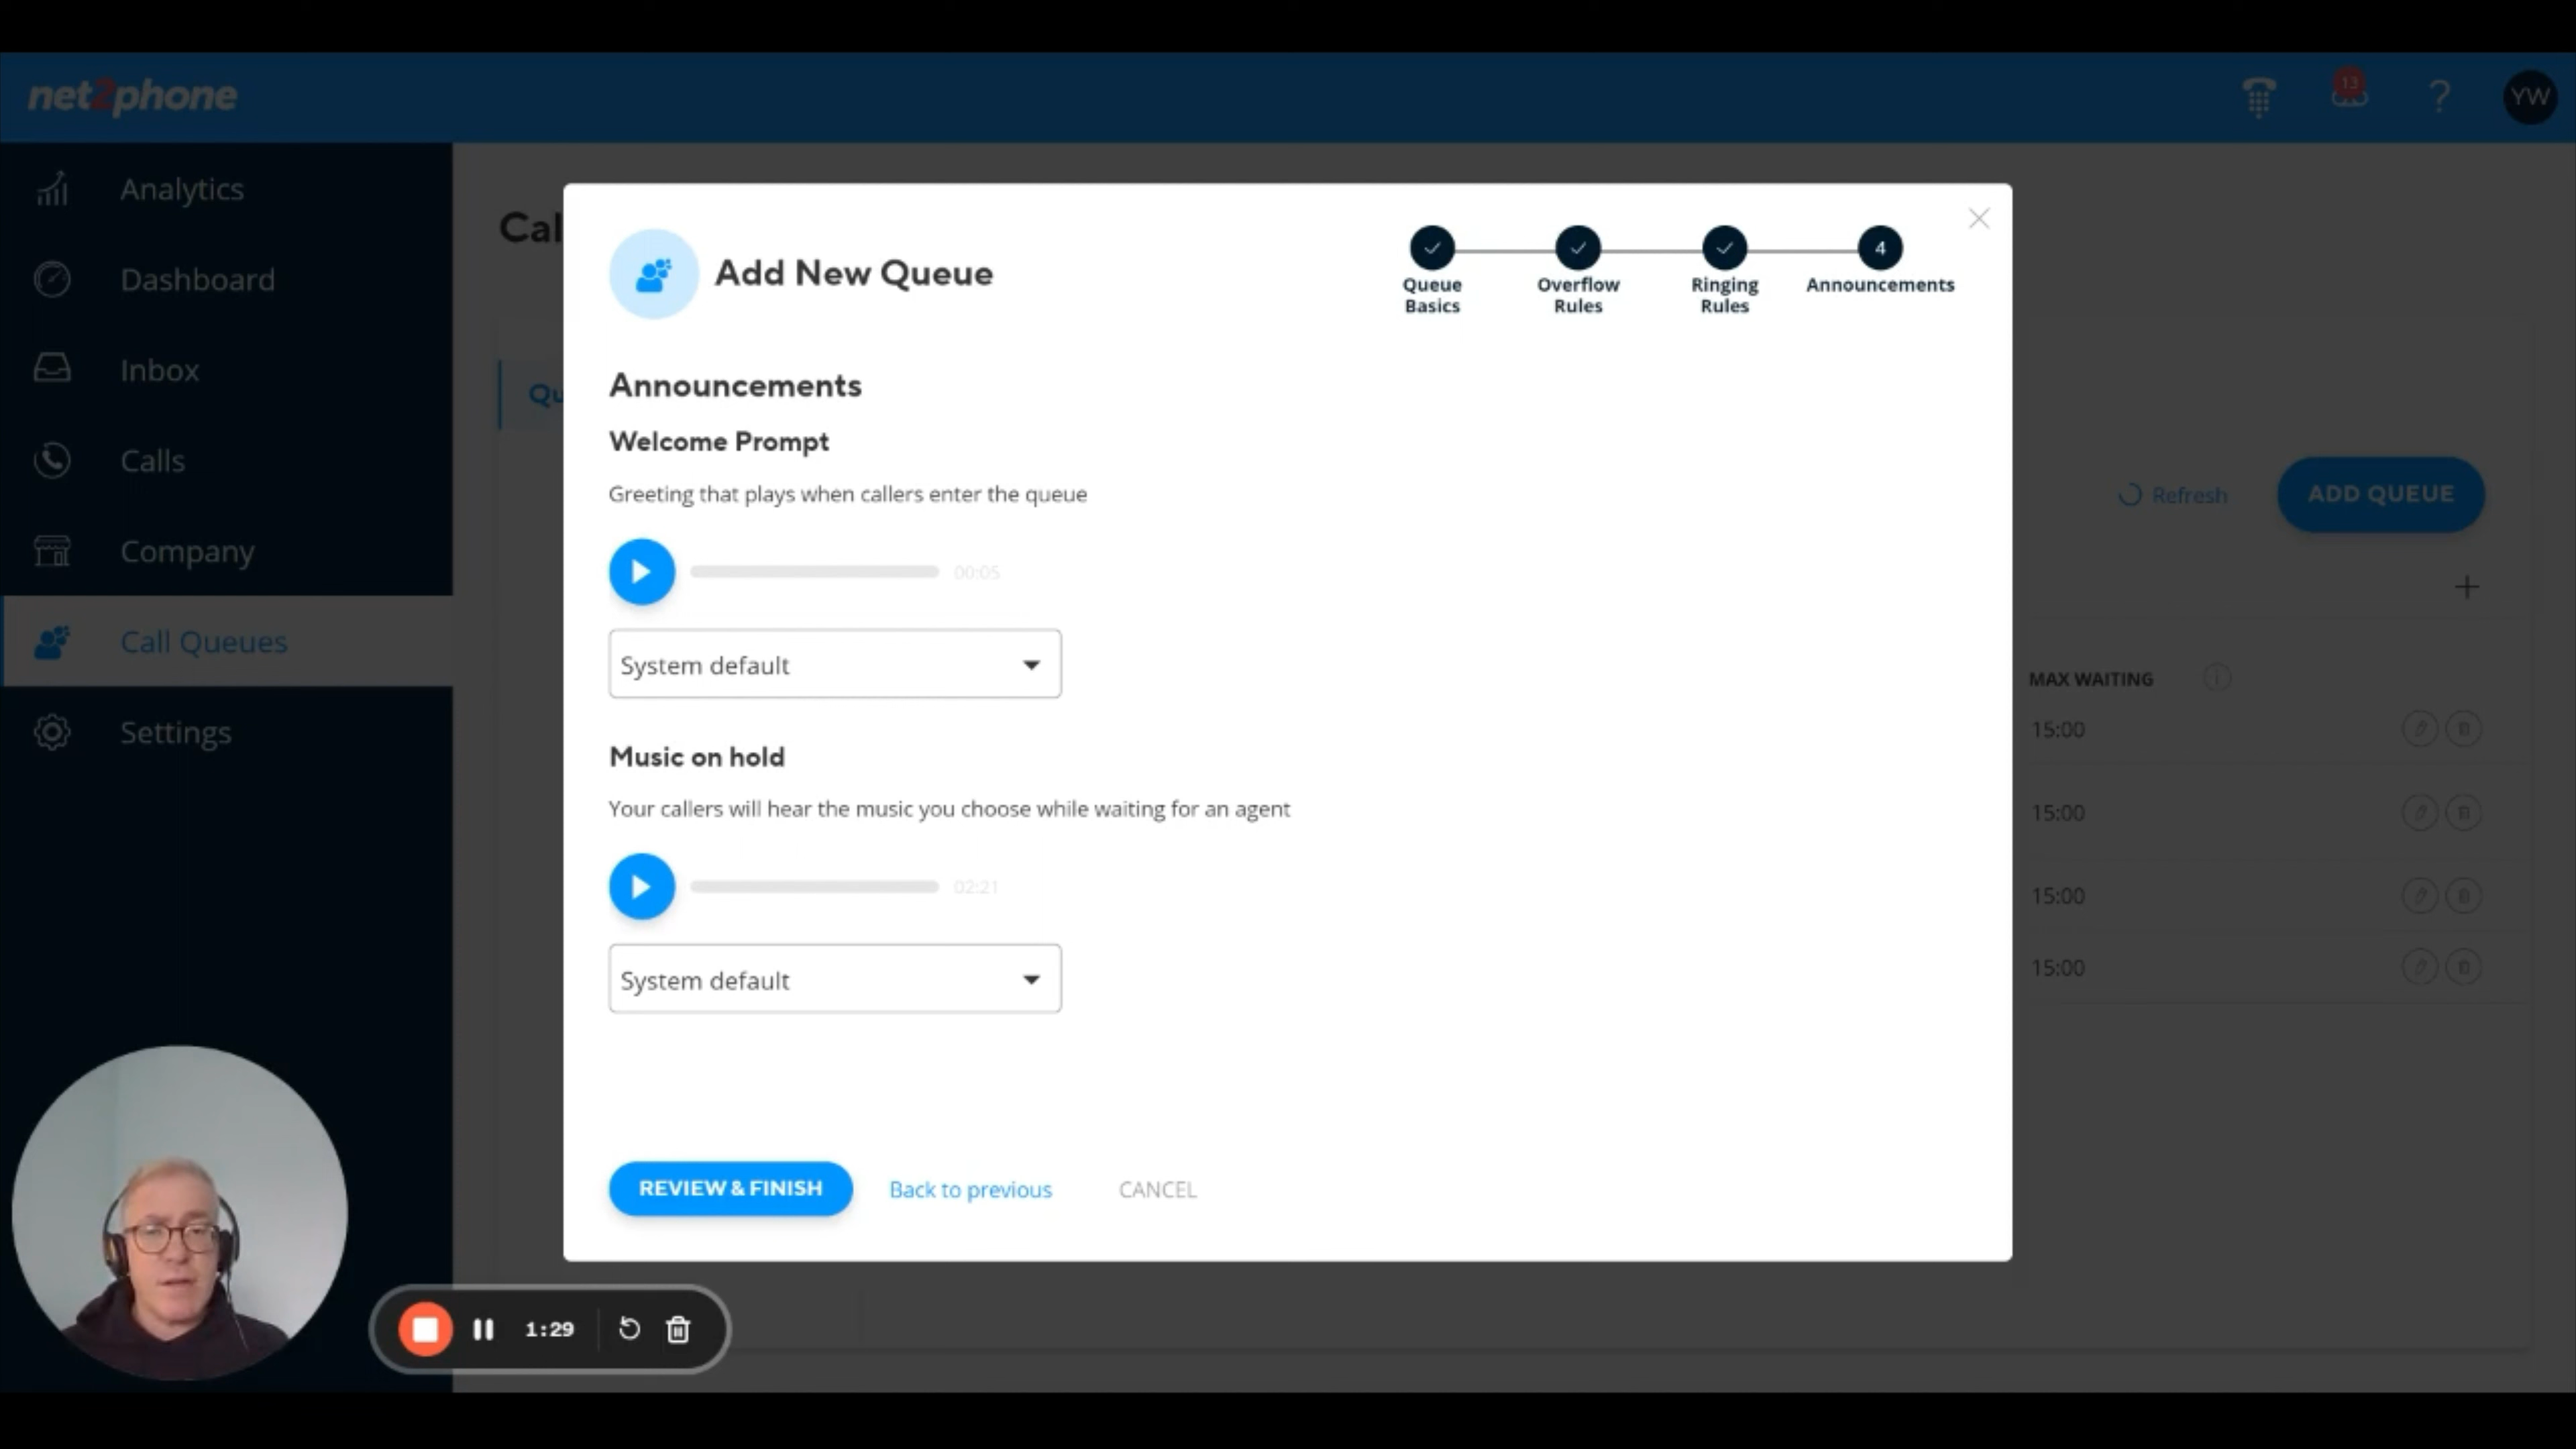 net2phone
13
?
YW
Analytics
Dashboard
Inbox
Calls
Company
Call Queues
Settings
Cal
Qu
Refresh
ADD QUEUE
+
MAX WAITING
15:00
15:00
15:00
15:00
Add New Queue
Queue
Basics
Overflow
Rules
Ringing
Rules
4
Announcements
Announcements
Welcome Prompt
Greeting that plays when callers enter the queue
00:05
System default
Music on hold
Your callers will hear the music you choose while waiting for an agent
02:21
System default
REVIEW & FINISH
Back to previous
CANCEL
1:29